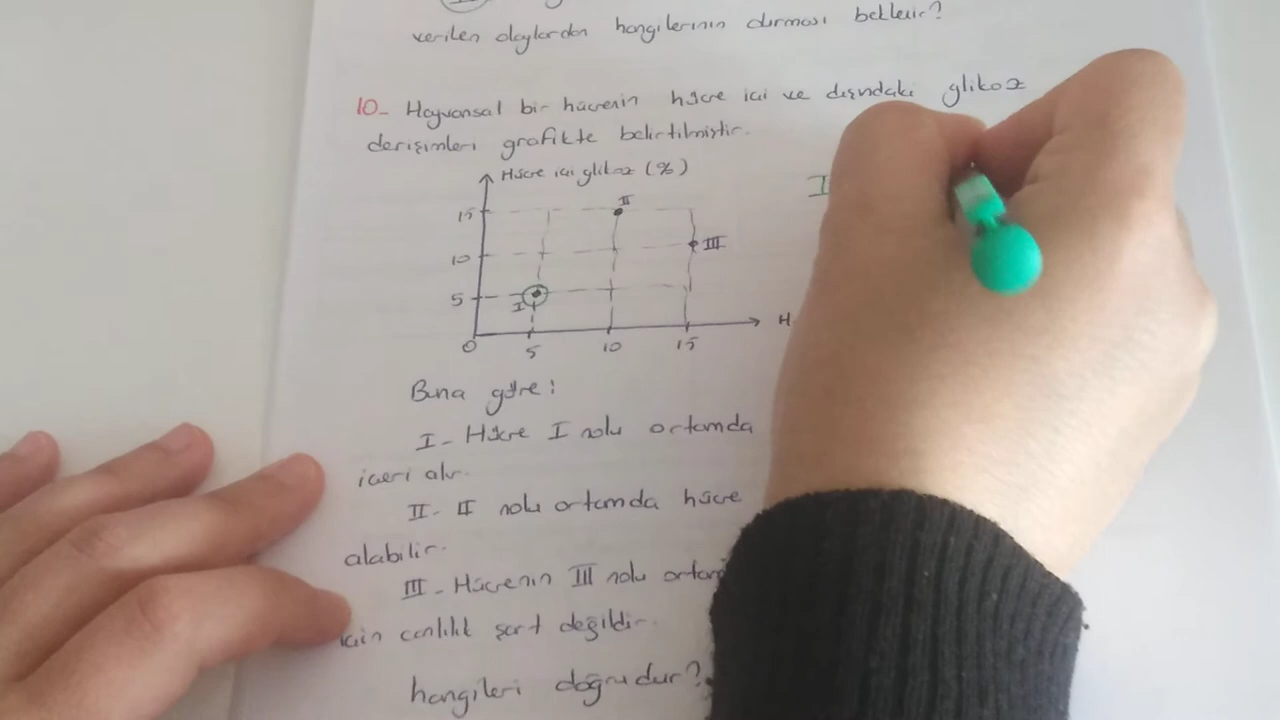 verilen olaylardan hangilerinin durması beklenir?
10- Hayvansal bir hücrenin hücre içi ve dışındaki glikoz
derişimleri grafikte belirtilmiştir.
Hücre içi glikoz (%)
15
II
10
III
5
I
0
5
10
15
H
I
Buna göre;
I- Hücre I nolu ortamda
içeri alır.
II- II nolu ortamda hücre
alabilir.
III- Hücrenin III nolu
için canlılık şart değildir.
hangileri doğrudur?